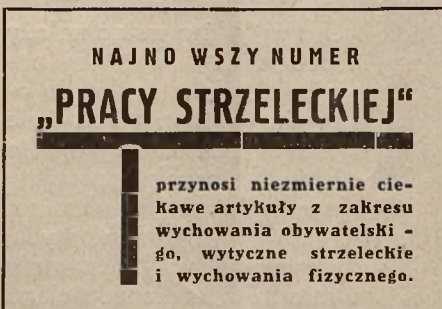 NAJNO WSZY NUMER
„PRACY STRZELECKIEJ“
przynosi niezmiernie cie-
kawe artykuły z zakresu
wychowania obywatelski -
go, wytyczne strzeleckie
i wychowania fizycznego.